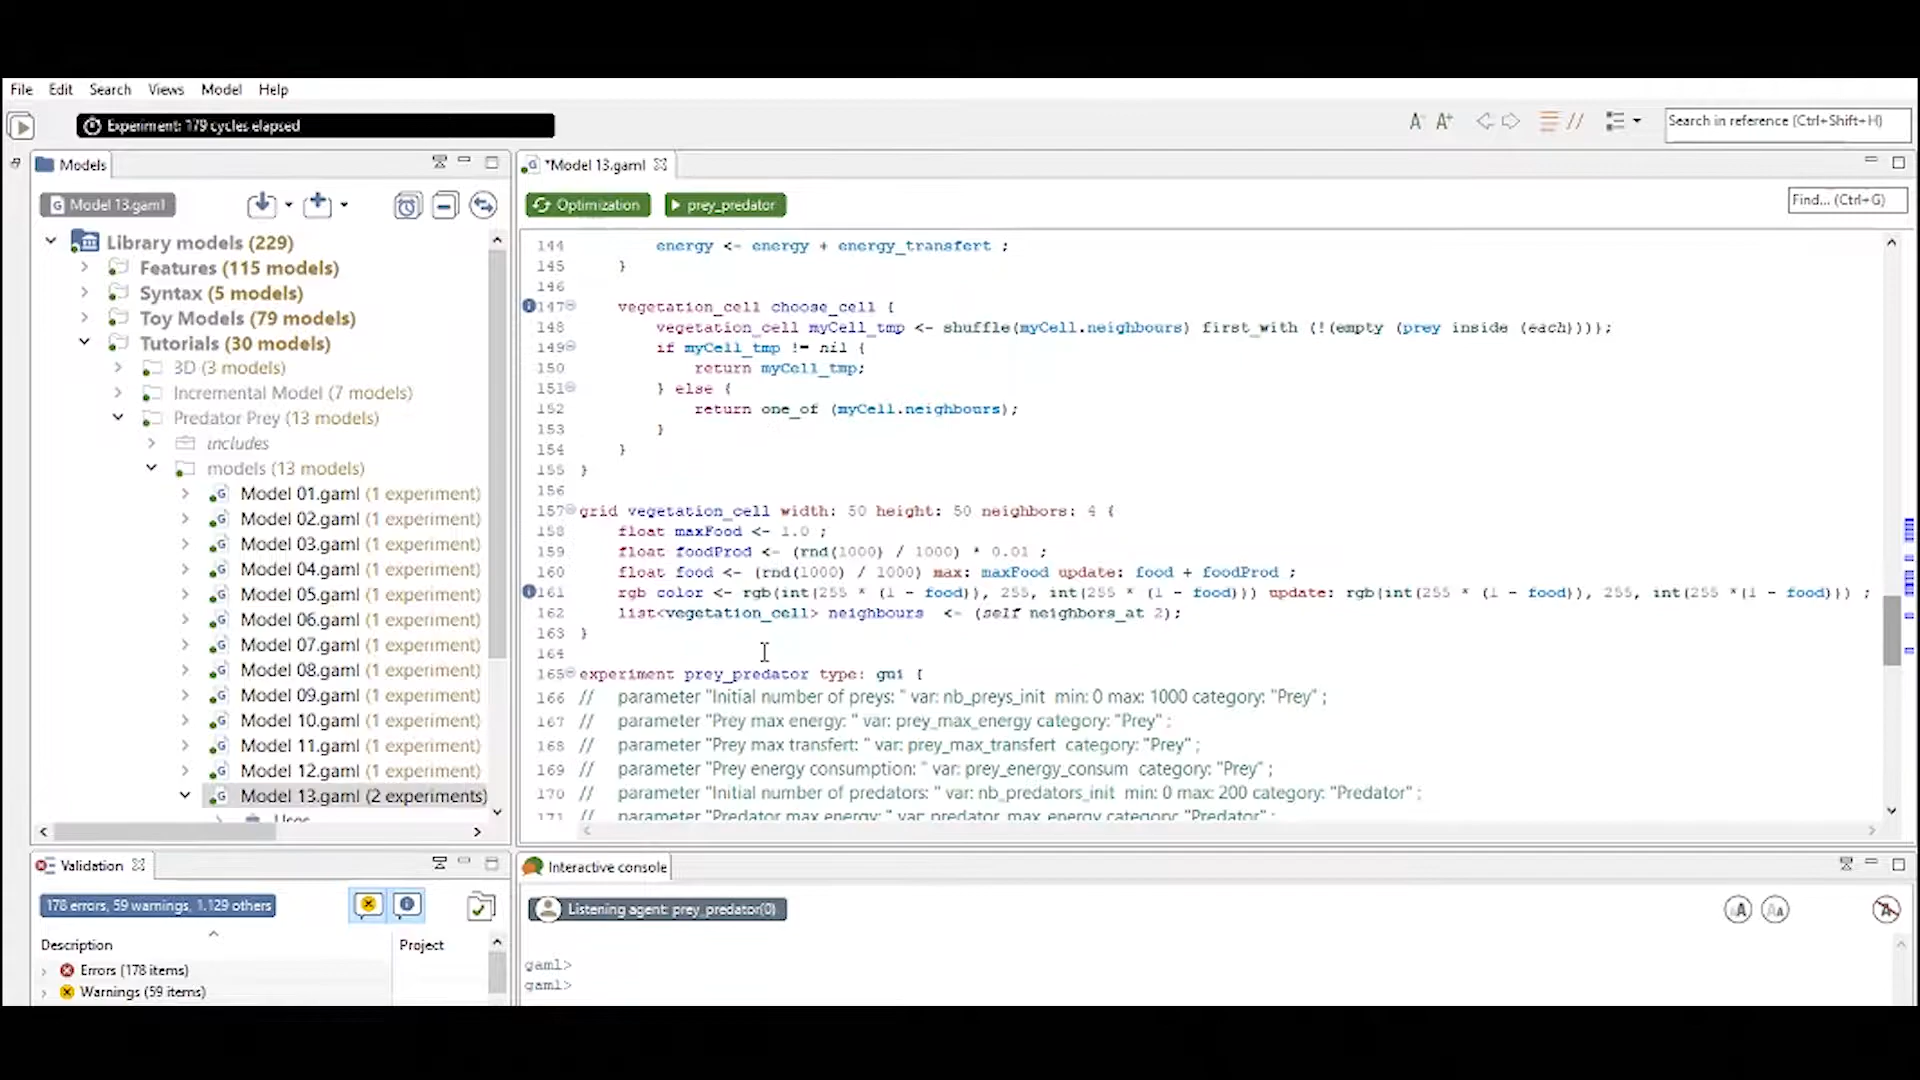 File Edit Search Views Model Help
Experiment: 179 cycles elapsed
A- A+ Search in reference (Ctrl+Shift+H)
Models
*Model 13.gaml
Model 13.gaml
Optimization prey_predator Find... (Ctrl+G)
Library models (229)
Features (115 models)
Syntax (5 models)
Toy Models (79 models)
Tutorials (30 models)
3D (3 models)
Incremental Model (7 models)
Predator Prey (13 models)
includes
models (13 models)
Model 01.gaml (1 experiment)
Model 02.gaml (1 experiment)
Model 03.gaml (1 experiment)
Model 04.gaml (1 experiment)
Model 05.gaml (1 experiment)
Model 06.gaml (1 experiment)
Model 07.gaml (1 experiment)
Model 08.gaml (1 experiment)
Model 09.gaml (1 experiment)
Model 10.gaml (1 experiment)
Model 11.gaml (1 experiment)
Model 12.gaml (1 experiment)
Model 13.gaml (2 experiments)
Uses
144 energy <- energy + energy_transfert ;
145 }
146
147 vegetation_cell choose_cell {
148 vegetation_cell myCell_tmp <- shuffle(myCell.neighbours) first_with (!(empty (prey inside (each))));
149 if myCell_tmp != nil {
150 return myCell_tmp;
151 } else {
152 return one_of (myCell.neighbours);
153 }
154 }
155 }
156
157 grid vegetation_cell width: 50 height: 50 neighbors: 4 {
158 float maxFood <- 1.0 ;
159 float foodProd <- (rnd(1000) / 1000) * 0.01 ;
160 float food <- (rnd(1000) / 1000) max: maxFood update: food + foodProd ;
161 rgb color <- rgb(int(255 * (1 - food)), 255, int(255 * (1 - food))) update: rgb(int(255 * (1 - food)), 255, int(255 *(1 - food))) ;
162 list<vegetation_cell> neighbours <- (self neighbors_at 2);
163 }
164
165 experiment prey_predator type: gui {
166 // parameter "Initial number of preys: " var: nb_preys_init min: 0 max: 1000 category: "Prey" ;
167 // parameter "Prey max energy: " var: prey_max_energy category: "Prey" ;
168 // parameter "Prey max transfert: " var: prey_max_transfert category: "Prey" ;
169 // parameter "Prey energy consumption: " var: prey_energy_consum category: "Prey" ;
170 // parameter "Initial number of predators: " var: nb_predators_init min: 0 max: 200 category: "Predator" ;
171 // parameter "Predator max energy: " var: predator_max_energy category: "Predator" ;
Validation
178 errors, 59 warnings, 1.129 others
Description Project
Errors (178 items)
Warnings (59 items)
Interactive console
Listening agent: prey_predator(0)
gaml>
gaml>